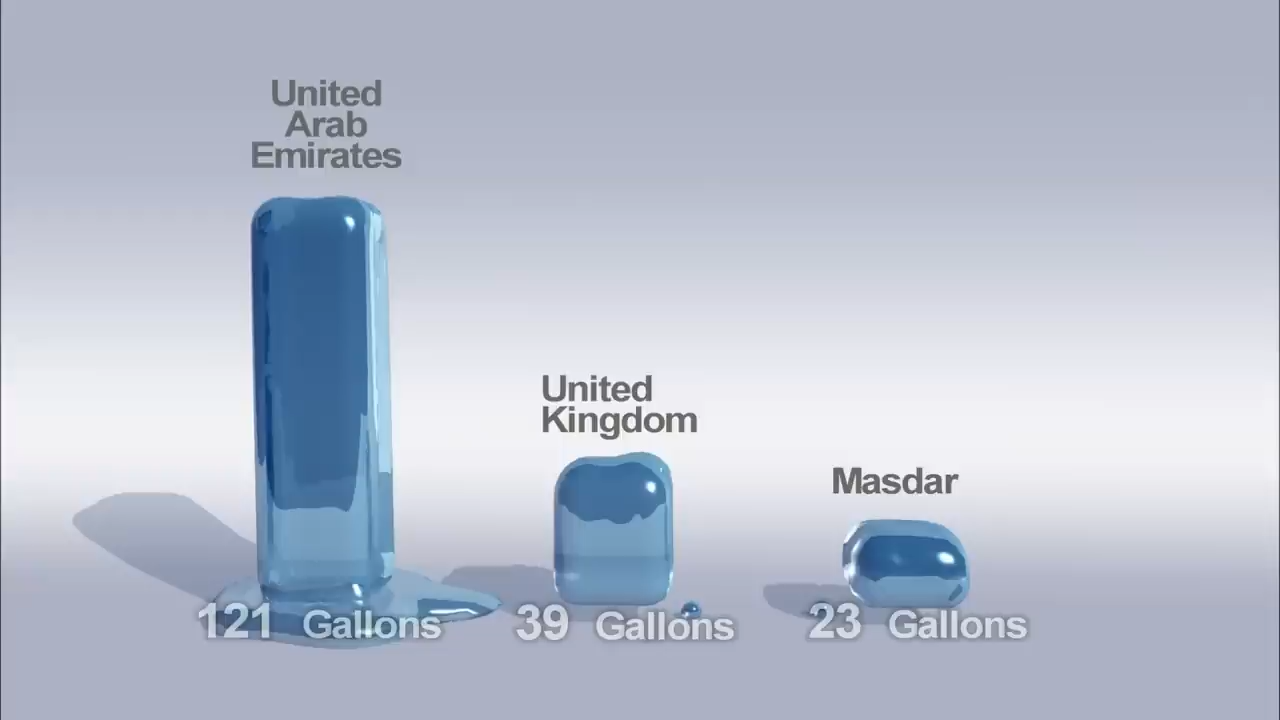 United
Arab
Emirates
United
Kingdom
Masdar
121 Gallons
39 Gallons
23 Gallons